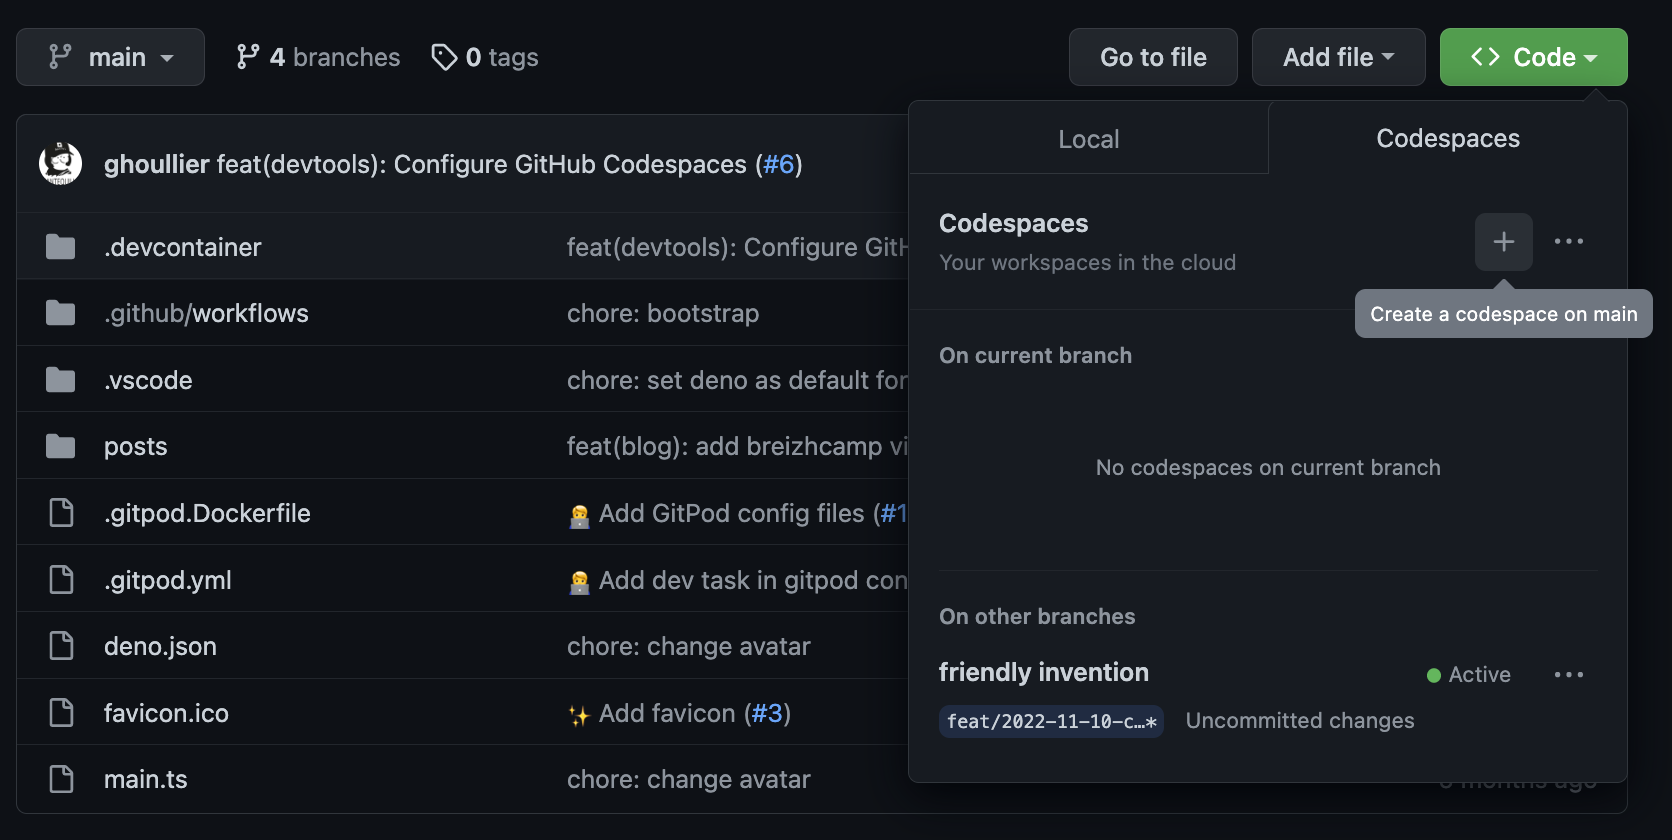 main
4 branches
0 tags
Go to file
Add file
<> Code
ghoullier feat(devtools): Configure GitHub Codespaces (#6)
.devcontainer
feat(devtools): Configure GitH
.github/workflows
chore: bootstrap
.vscode
chore: set deno as default for
posts
feat(blog): add breizhcamp vi
.gitpod.Dockerfile
🧑‍💻 Add GitPod config files (#1
.gitpod.yml
🧑‍💻 Add dev task in gitpod con
deno.json
chore: change avatar
favicon.ico
✨ Add favicon (#3)
main.ts
chore: change avatar
months ago
Local
Codespaces
Codespaces
Your workspaces in the cloud
Create a codespace on main
On current branch
No codespaces on current branch
On other branches
friendly invention
Active
feat/2022-11-10-c…*
Uncommitted changes